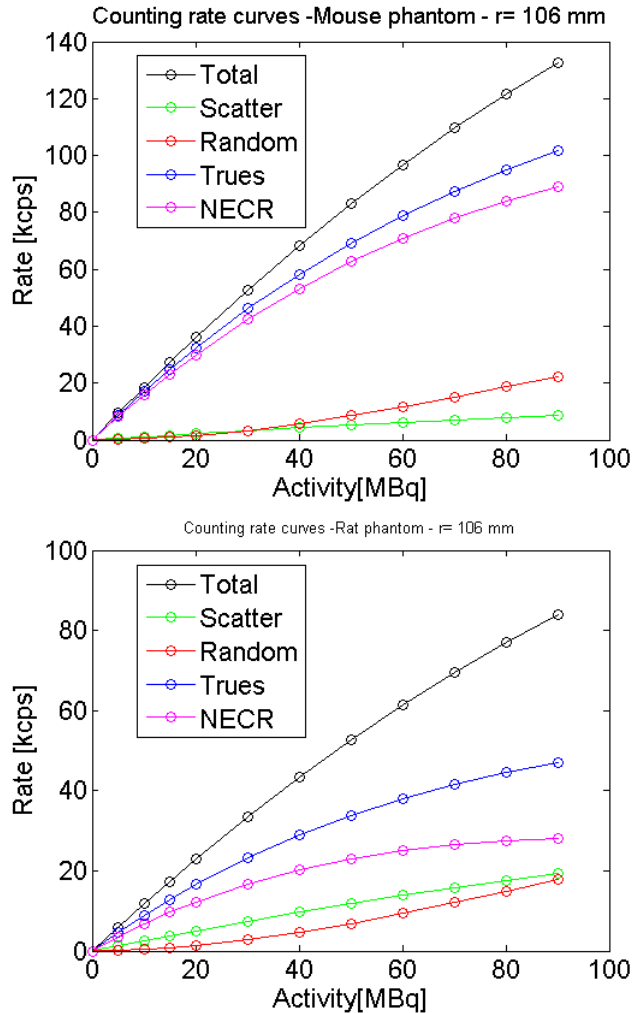 Counting rate curves -Mouse phantom - r= 106 mm
140
120
100
80
60
40
20
0
Rate [kcps]
Total
Scatter
Random
Trues
NECR
0 20 40 60 80 100
Activity[MBq]
Counting rate curves -Rat phantom - r= 106 mm
100
80
60
40
20
0
Rate [kcps]
Total
Scatter
Random
Trues
NECR
0 20 40 60 80 100
Activity[MBq]